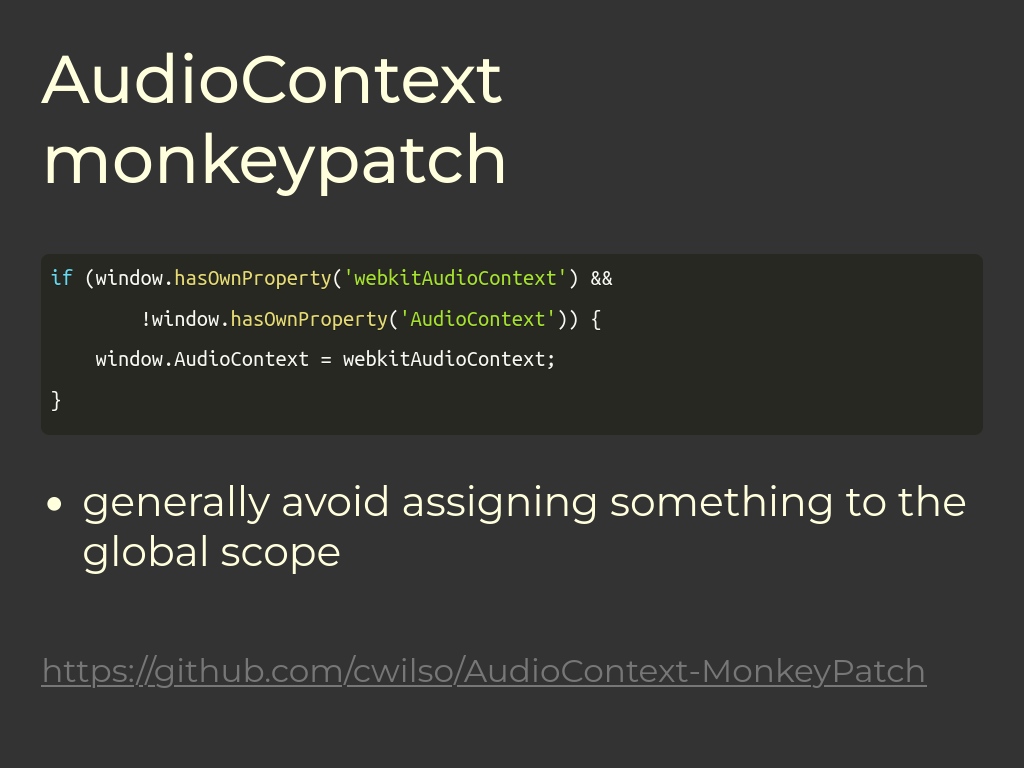 AudioContext
monkeypatch
if (window.hasOwnProperty('webkitAudioContext') &&
        !window.hasOwnProperty('AudioContext')) {
    window.AudioContext = webkitAudioContext;
}
• generally avoid assigning something to the
global scope
https://github.com/cwilso/AudioContext-MonkeyPatch